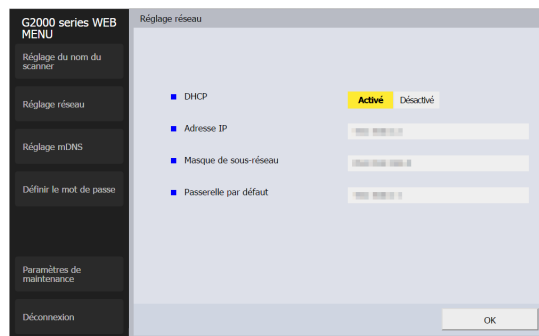 G2000 series WEB
MENU
Réglage du nom du
scanner
Réglage réseau
Réglage mDNS
Définir le mot de passe
Paramètres de
maintenance
Déconnexion
Réglage réseau
DHCP
Activé Désactivé
Adresse IP
Masque de sous-réseau
Passerelle par défaut
OK